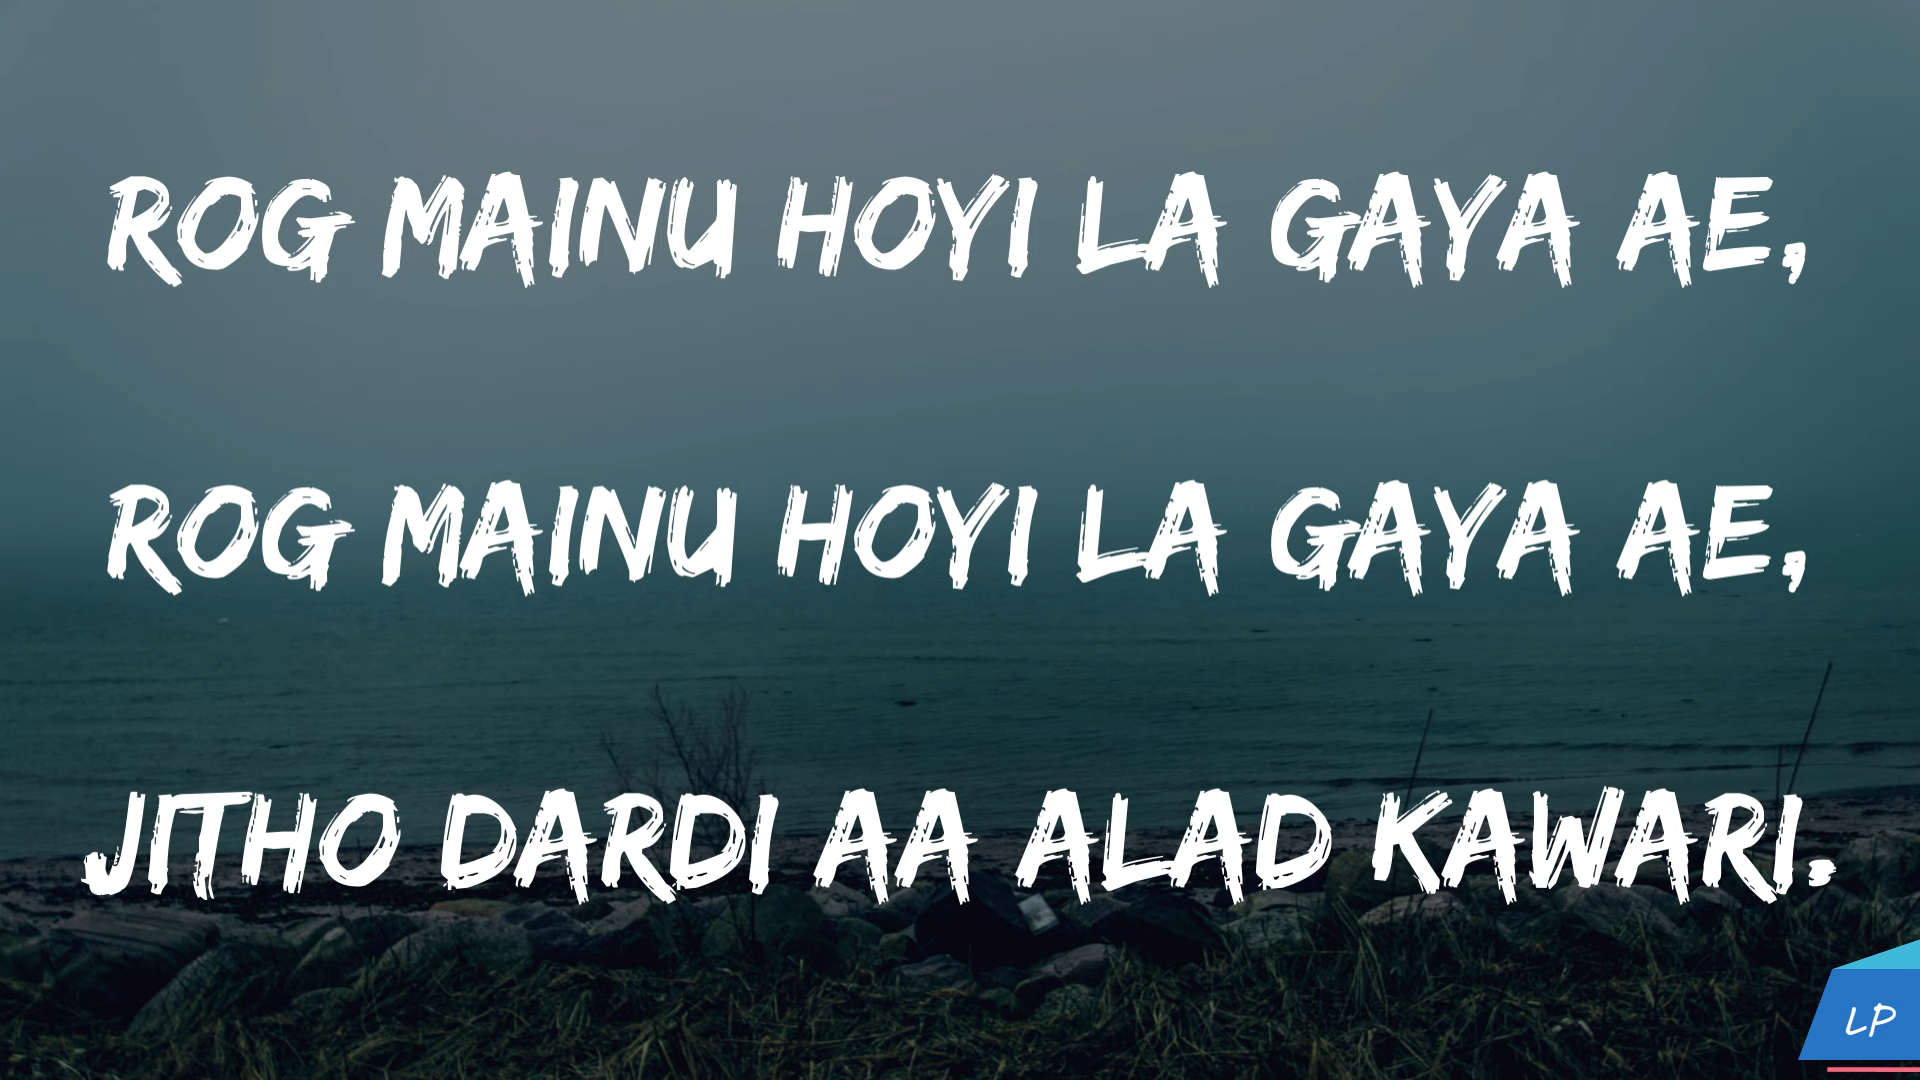 ROG MAINU HOYI LA GAYA AE,
ROG MAINU HOYI LA GAYA AE,
JITHO DARDI AA ALAD KAWARI.
LP